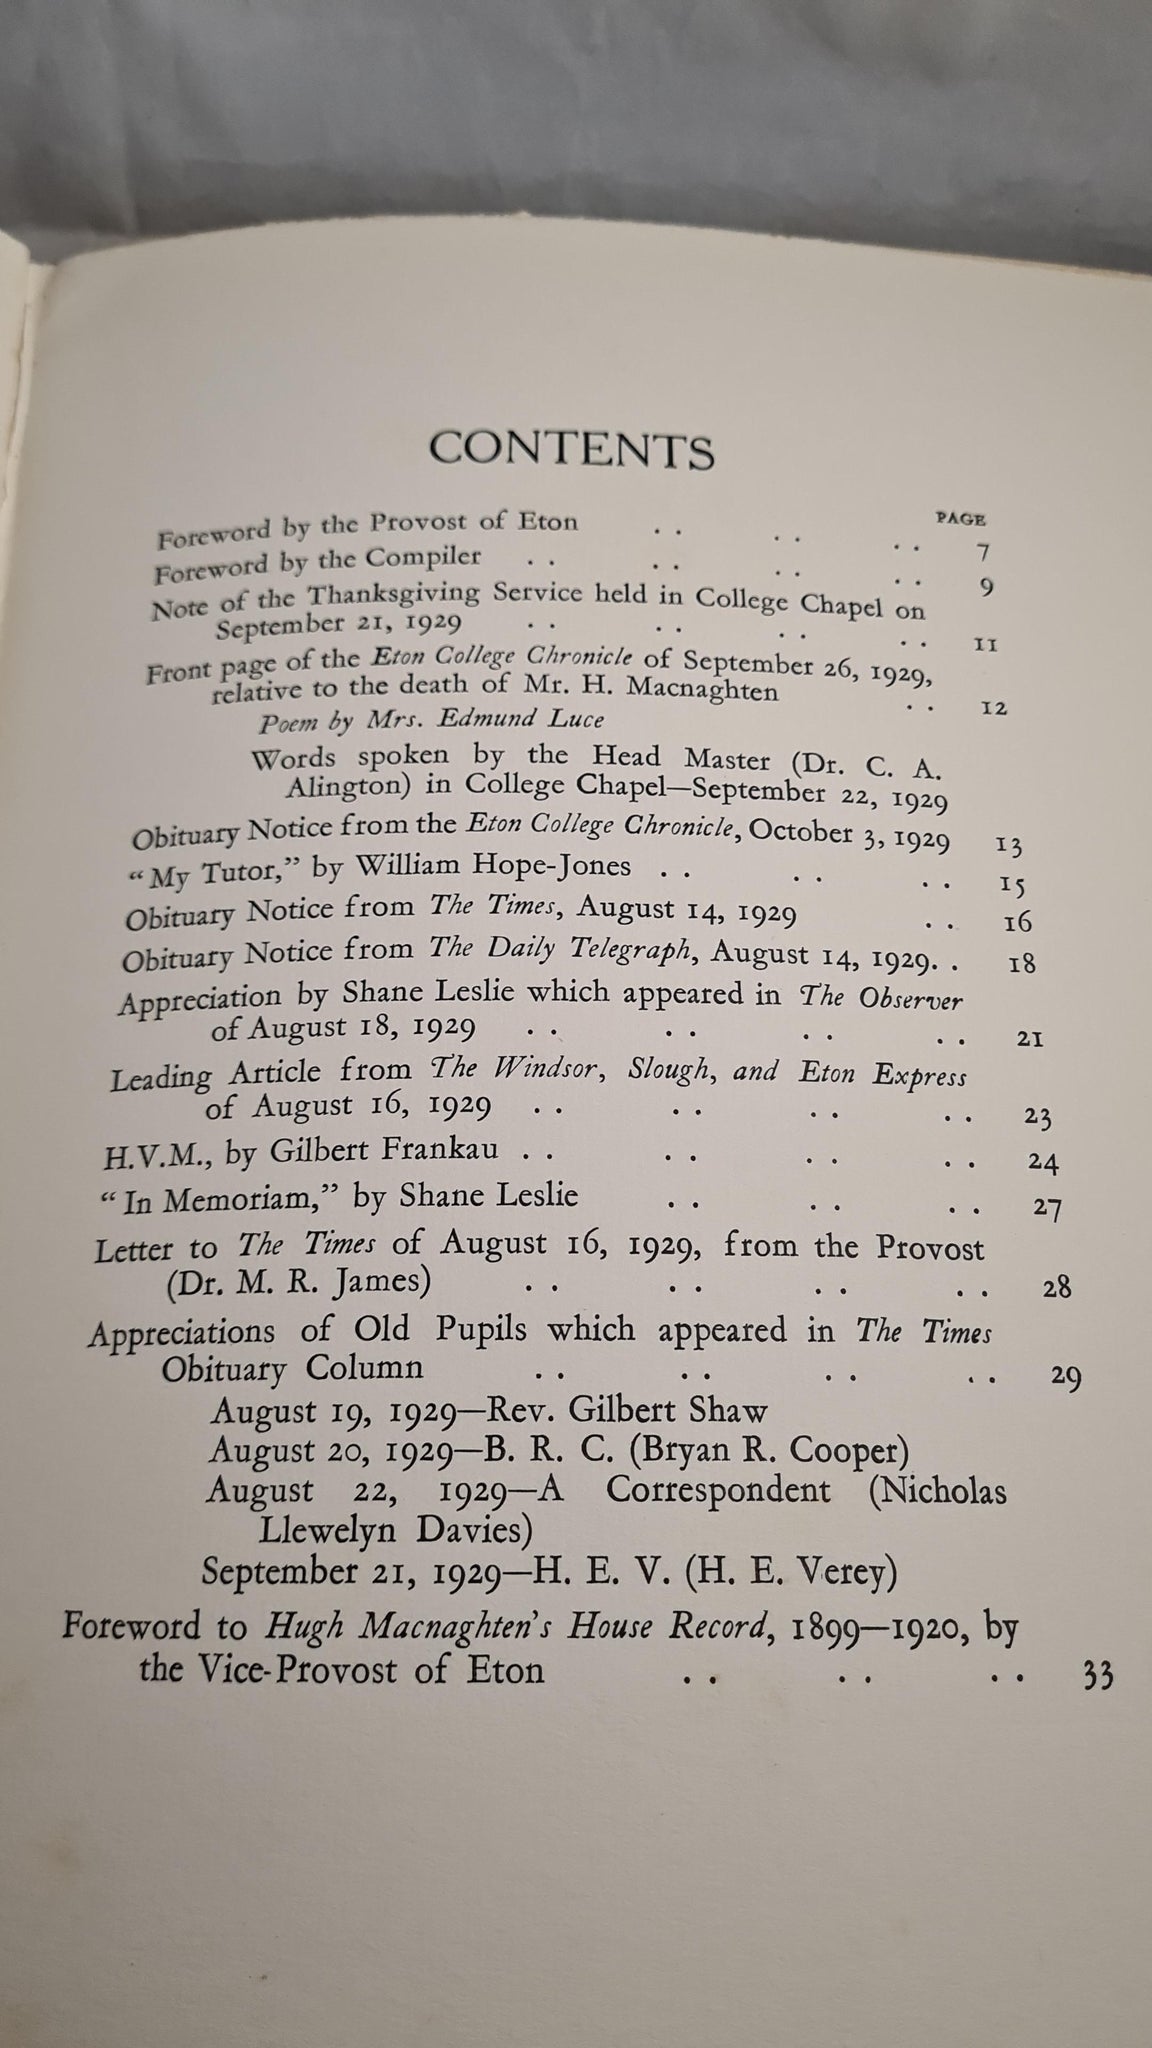 CONTENTS
PAGE
Foreword by the Provost of Eton .. .. .. 7
Foreword by the Compiler .. .. .. .. 9
Note of the Thanksgiving Service held in College Chapel on
September 21, 1929 .. .. .. .. 11
Front page of the Eton College Chronicle of September 26, 1929,
relative to the death of Mr. H. Macnaghten .. 12
Poem by Mrs. Edmund Luce
Words spoken by the Head Master (Dr. C. A.
Alington) in College Chapel—September 22, 1929
Obituary Notice from the Eton College Chronicle, October 3, 1929 13
“My Tutor,” by William Hope-Jones .. .. .. 15
Obituary Notice from The Times, August 14, 1929 .. 16
Obituary Notice from The Daily Telegraph, August 14, 1929. . 18
Appreciation by Shane Leslie which appeared in The Observer
of August 18, 1929 .. .. .. .. 21
Leading Article from The Windsor, Slough, and Eton Express
of August 16, 1929 .. .. .. .. 23
H.V.M., by Gilbert Frankau .. .. .. .. 24
“In Memoriam,” by Shane Leslie .. .. .. 27
Letter to The Times of August 16, 1929, from the Provost
(Dr. M. R. James) .. .. .. .. 28
Appreciations of Old Pupils which appeared in The Times
Obituary Column .. .. .. .. 29
August 19, 1929—Rev. Gilbert Shaw
August 20, 1929—B. R. C. (Bryan R. Cooper)
August 22, 1929—A Correspondent (Nicholas
Llewelyn Davies)
September 21, 1929—H. E. V. (H. E. Verey)
Foreword to Hugh Macnaghten's House Record, 1899—1920, by
the Vice-Provost of Eton .. .. .. 33